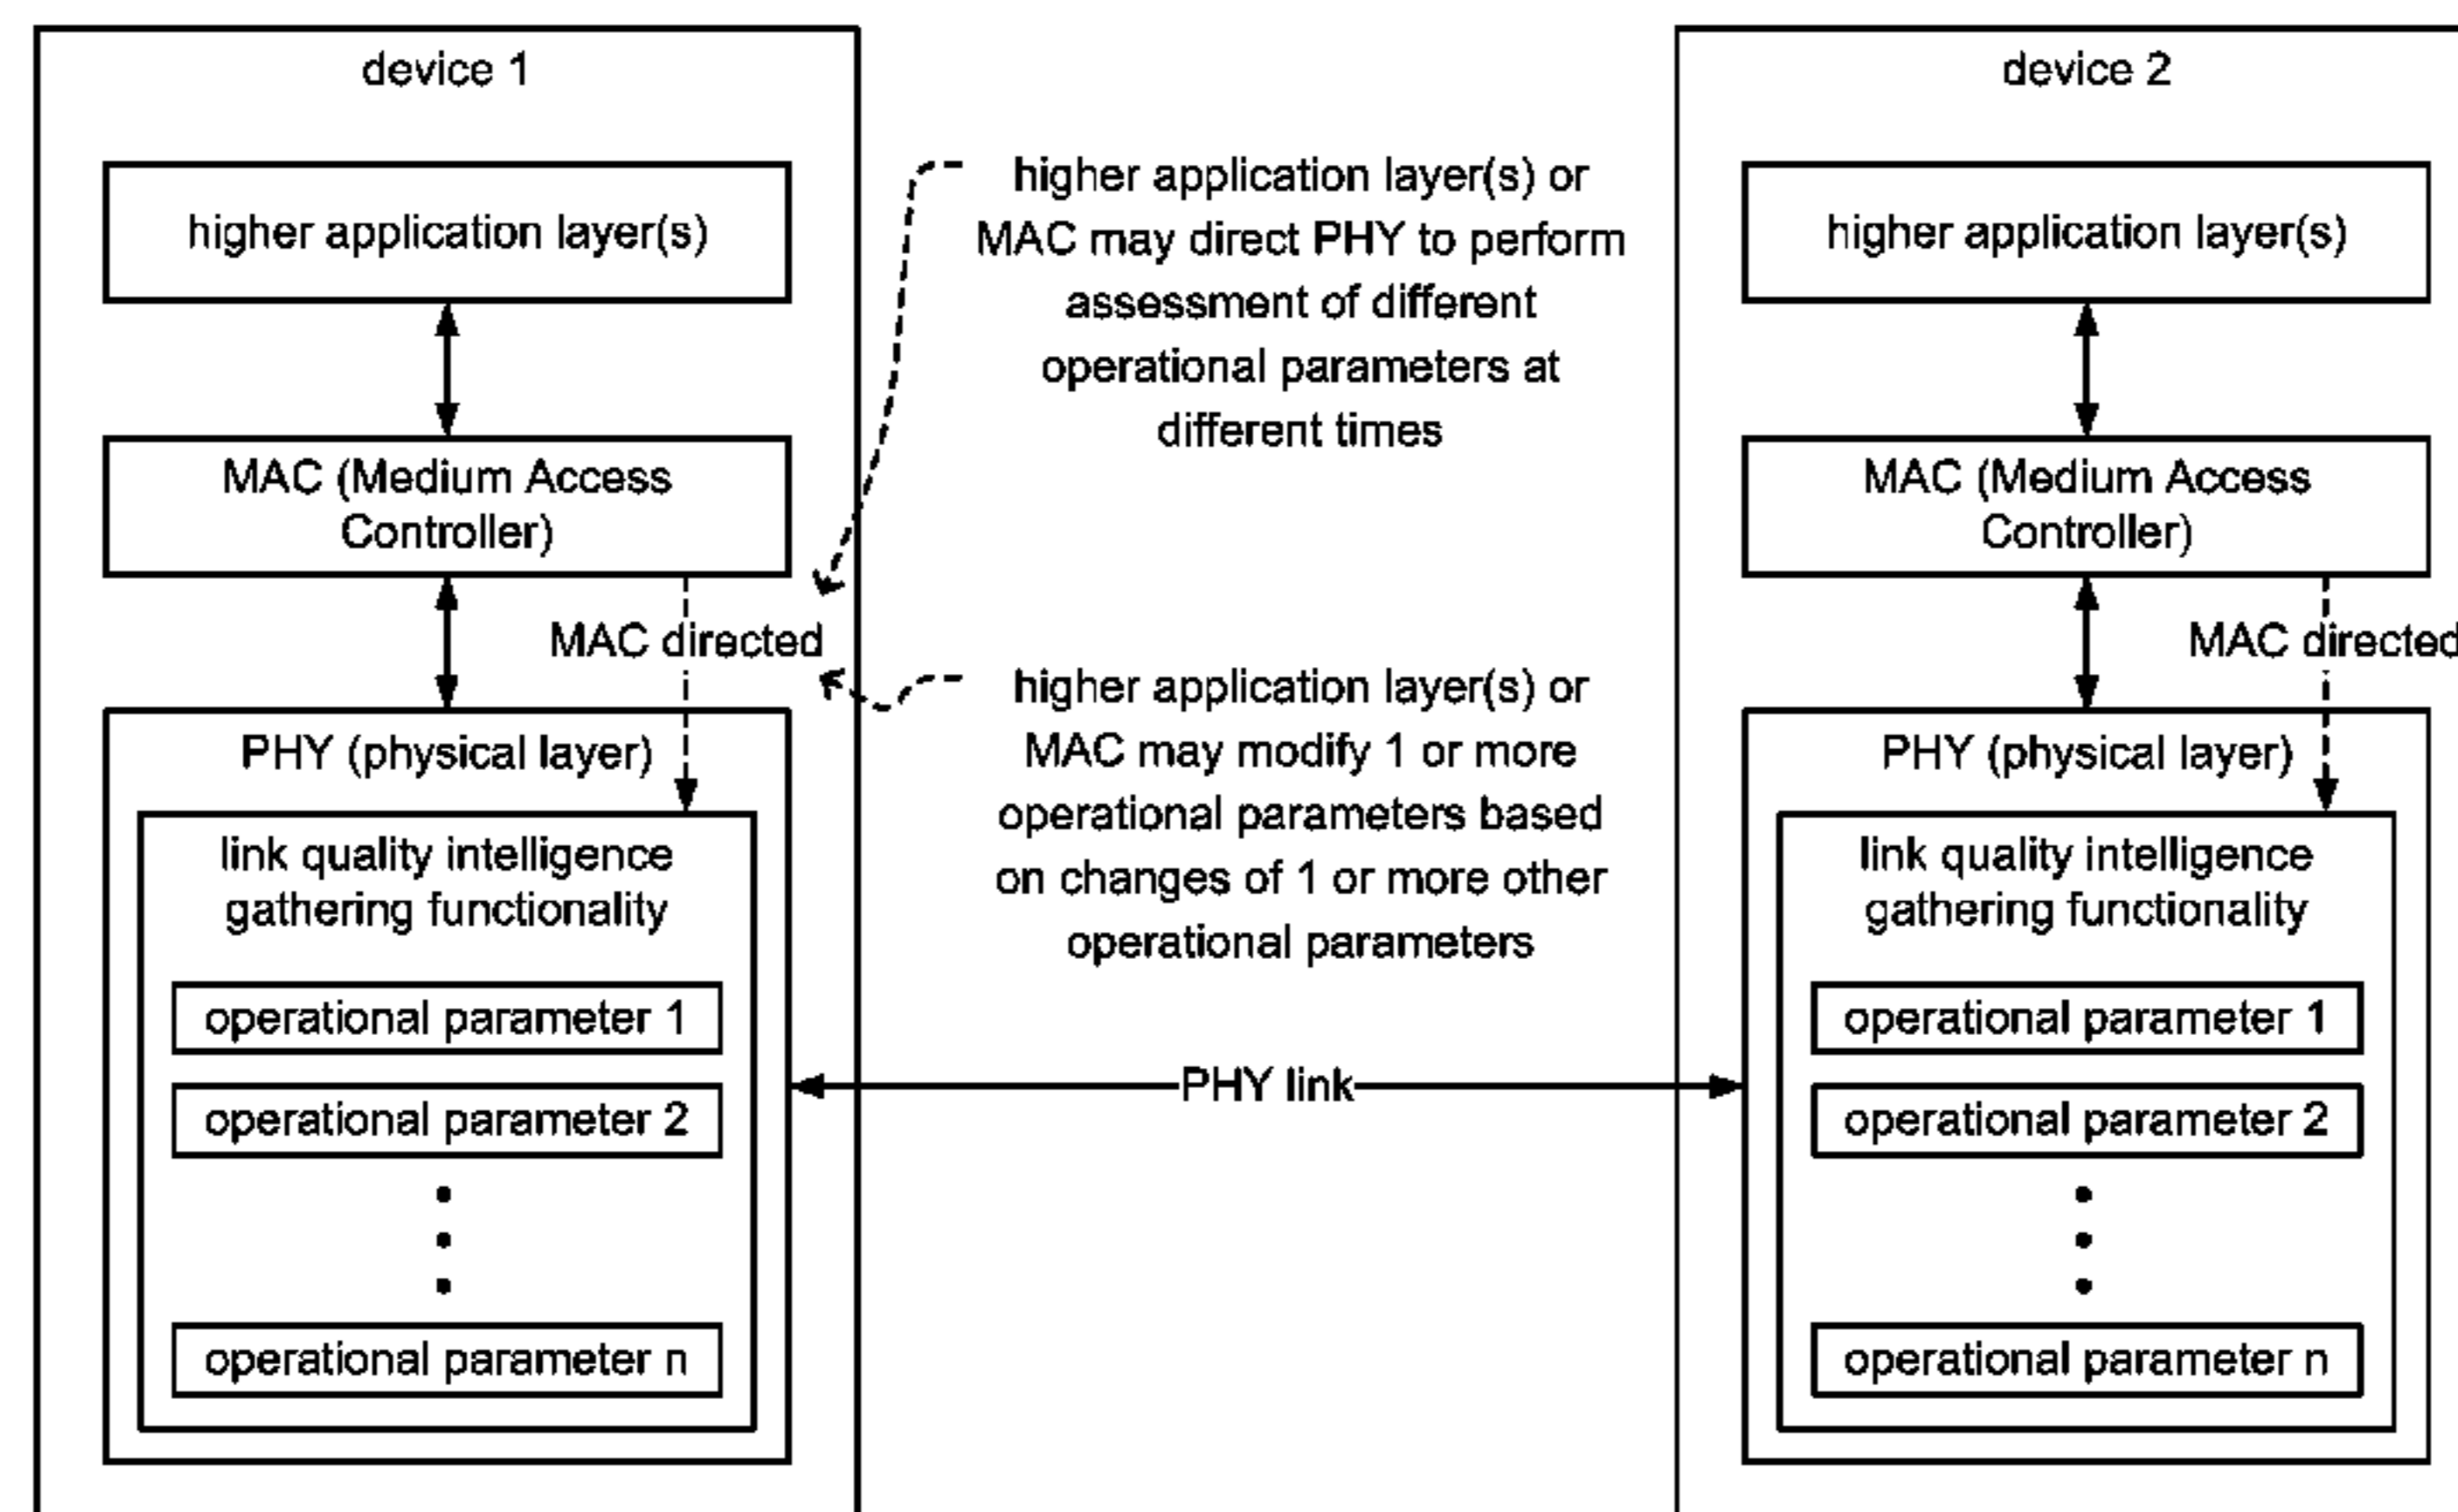 device 1
higher application layer(s)
MAC (Medium Access
Controller)
MAC directed
PHY (physical layer)
link quality intelligence
gathering functionality
operational parameter 1
operational parameter 2
operational parameter n
higher application layer(s) or
MAC may direct PHY to perform
assessment of different
operational parameters at
different times
higher application layer(s) or
MAC may modify 1 or more
operational parameters based
on changes of 1 or more other
operational parameters
PHY link
device 2
higher application layer(s)
MAC (Medium Access
Controller)
MAC directed
PHY (physical layer)
link quality intelligence
gathering functionality
operational parameter 1
operational parameter 2
operational parameter n